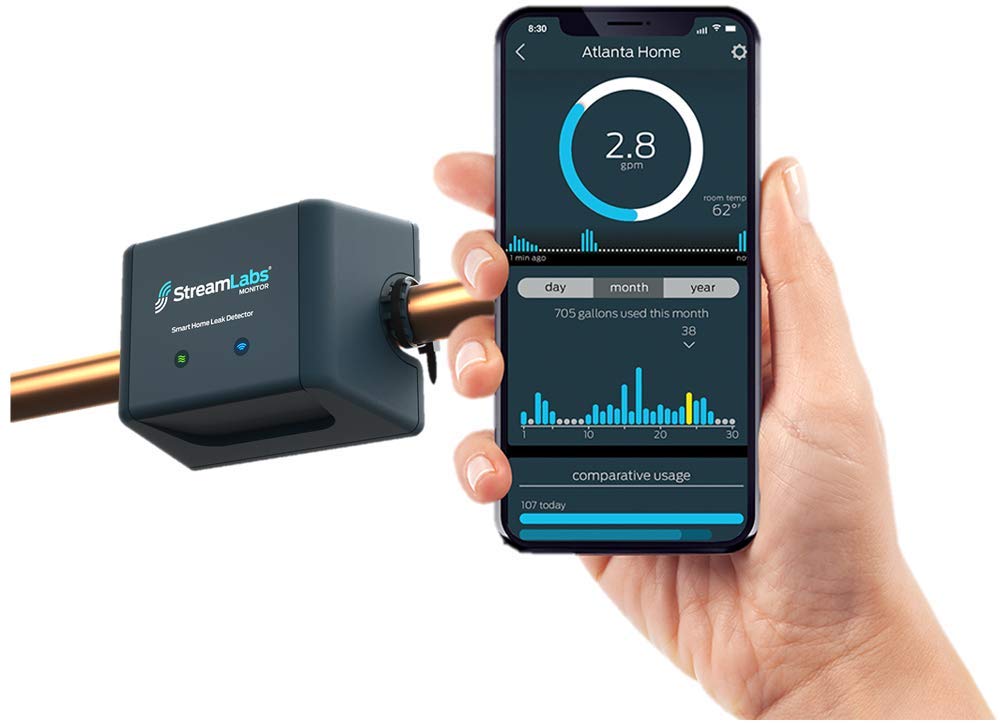 StreamLabs®
MONITOR
Smart Home Leak Detector
8:30
Atlanta Home
2.8
gpm
room temp
62°F
1 min ago
no
day month year
705 gallons used this month
38
1 10 20 30
comparative usage
107 today